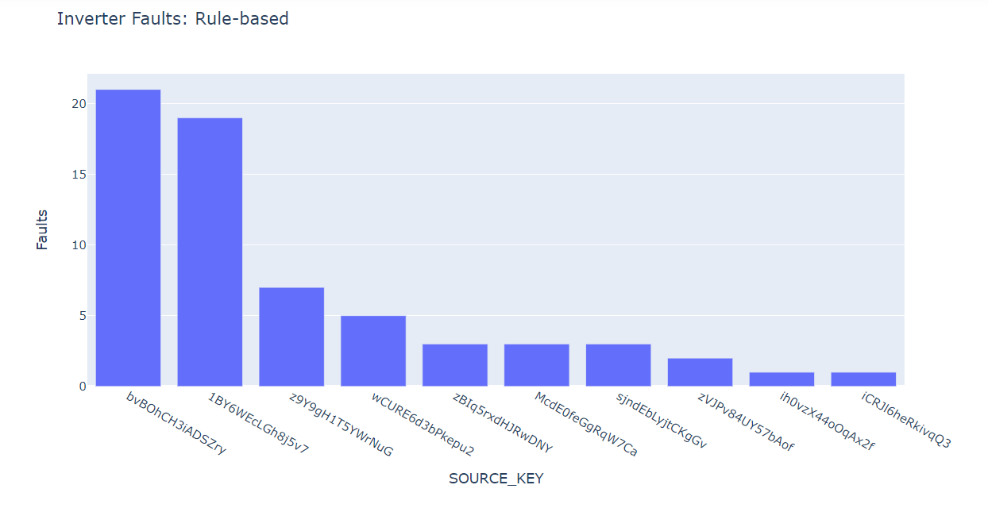 Inverter Faults: Rule-based
20
15
10
5
0
Faults
bvBOhCH3iADSZry
1BY6WEcLGh8j5v7
z9Y9gH1T5YWrNuG
wCURE6d3bPkepu2
zBIq5rxdHJRwDNY
McdE0feGgRqW7Ca
sjndEbLyjtCKgGv
zVJPv84UY57bAof
ih0vzX44oOqAx2f
iCRJl6heRkivqQ3
SOURCE_KEY